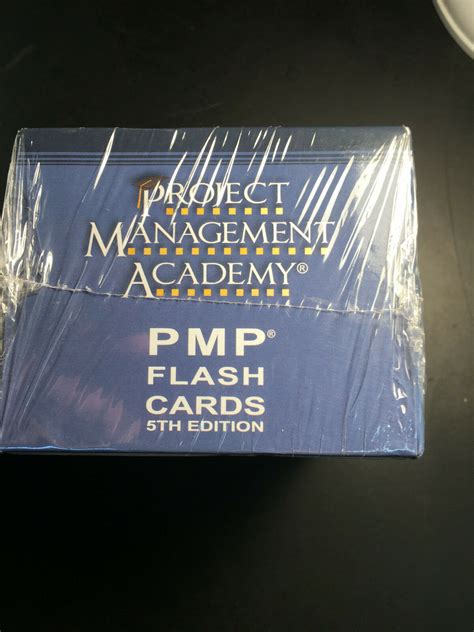 PROJECT
MANAGEMENT
ACADEMY®
PMP®
FLASH
CARDS
5TH EDITION